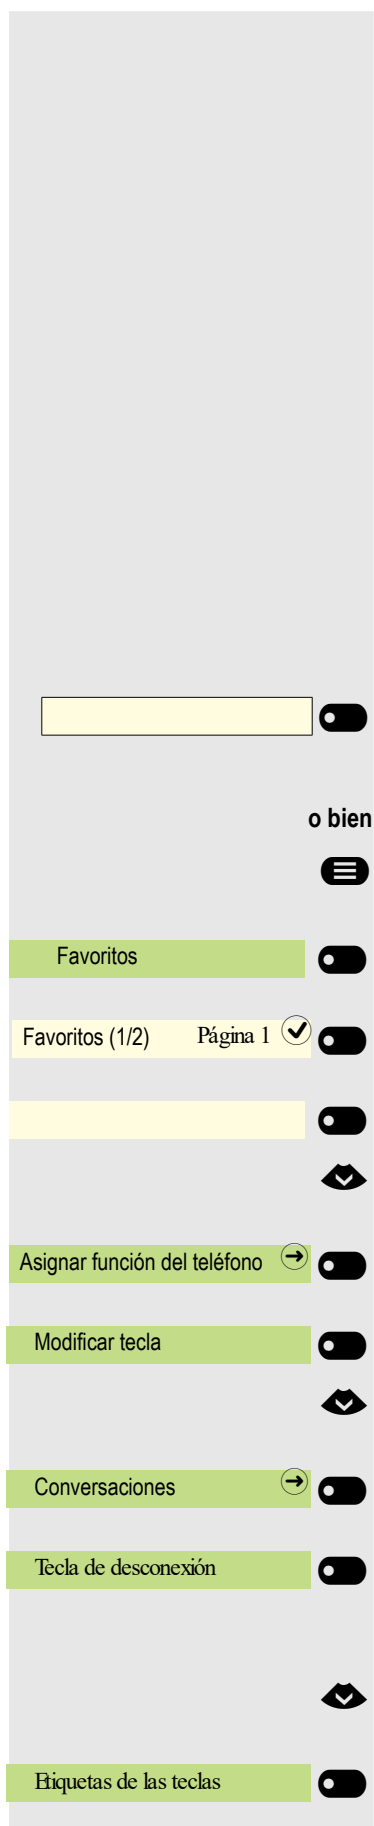 o bien
Favoritos
Favoritos (1/2) Página 1
Asignar función del teléfono
Modificar tecla
Conversaciones
Tecla de desconexión
Etiquetas de las teclas